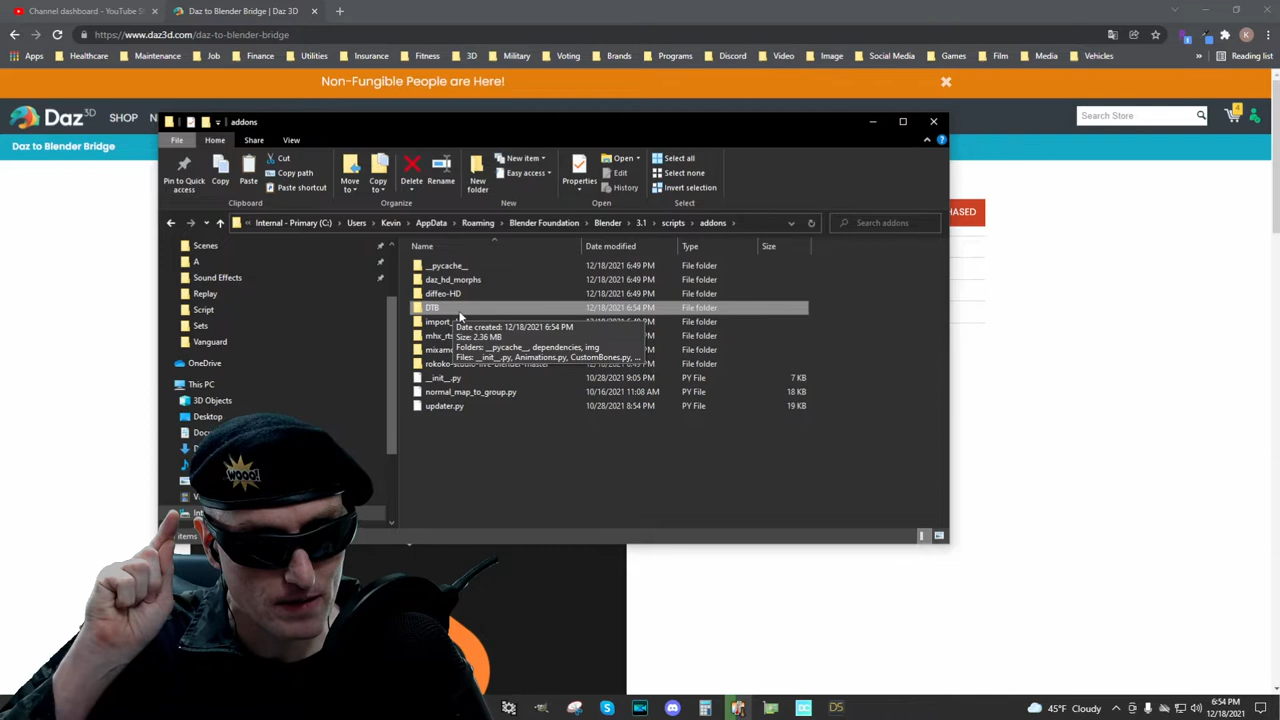 Channel dashboard - YouTube St
Daz to Blender Bridge | Daz 3D
https://www.daz3d.com/daz-to-blender-bridge
Apps
Healthcare
Maintenance
Job
Finance
Utilities
Insurance
Fitness
3D
Military
Voting
Brands
Programs
Discord
Video
Image
Social Media
Games
Film
Media
Vehicles
Reading list
Non-Fungible People are Here!
Daz 3D
SHOP
N
Search Store
4
Daz to Blender Bridge
HASED
addons
File
Home
Share
View
Pin to Quick access
Copy
Paste
Cut
Copy path
Paste shortcut
Clipboard
Move to
Copy to
Delete
Rename
Organize
New folder
New item
Easy access
New
Properties
Open
Edit
History
Open
Select all
Select none
Invert selection
Select
Internal - Primary (C:) > Users > Kevin > AppData > Roaming > Blender Foundation > Blender > 3.1 > scripts > addons >
Search addons
Scenes
A
Sound Effects
Replay
Script
Sets
Vanguard
OneDrive
This PC
3D Objects
Desktop
Name Date modified Type Size
__pycache__ 12/18/2021 6:49 PM File folder
daz_hd_morphs 12/18/2021 6:49 PM File folder
diffeo-HD 12/18/2021 6:49 PM File folder
DTB 12/18/2021 6:54 PM File folder
File folder
File folder
File folder
File folder
Date created: 12/18/2021 6:54 PM
Size: 2.36 MB
Folders: __pycache__, dependencies, img
Files: __init__.py, Animations.py, CustomBones.py, ...
__init__.py 10/28/2021 9:05 PM PY File 7 KB
normal_map_to_group.py 10/16/2021 11:08 AM PY File 18 KB
updater.py 10/28/2021 8:54 PM PY File 19 KB
items
WOOO!
45°F Cloudy
6:54 PM
12/18/2021